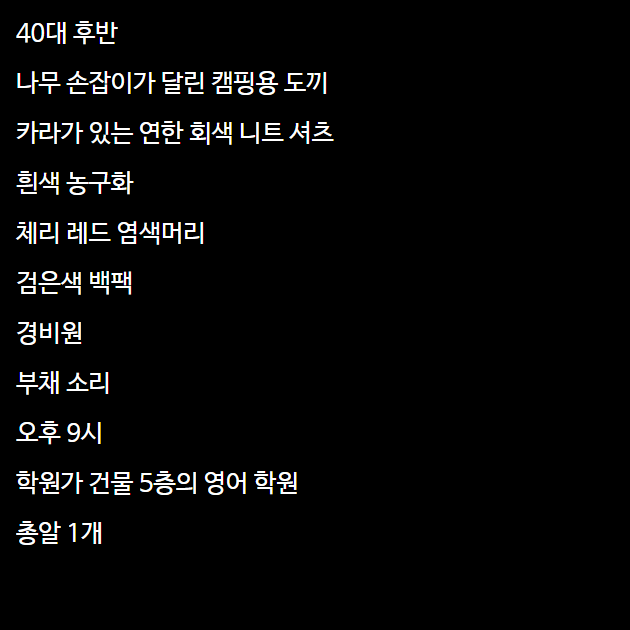 40대 후반
나무 손잡이가 달린 캠핑용 도끼
카라가 있는 연한 회색 니트 셔츠
흰색 농구화
체리 레드 염색머리
검은색 백팩
경비원
부채 소리
오후 9시
학원가 건물 5층의 영어 학원
총알 1개